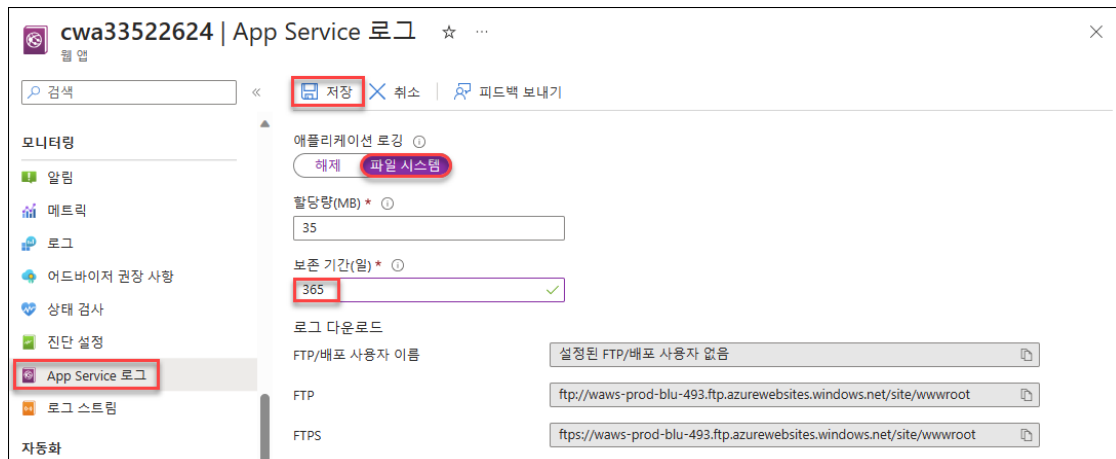 cwa33522624 | App Service 로그
웹 앱
검색
저장
취소
피드백 보내기
모니터링
알림
메트릭
로그
어드바이저 권장 사항
상태 검사
진단 설정
App Service 로그
로그 스트림
자동화
애플리케이션 로깅
해제
파일 시스템
할당량(MB) *
35
보존 기간(일) *
365
로그 다운로드
FTP/배포 사용자 이름
설정된 FTP/배포 사용자 없음
FTP
ftp://waws-prod-blu-493.ftp.azurewebsites.windows.net/site/wwwroot
FTPS
ftps://waws-prod-blu-493.ftp.azurewebsites.windows.net/site/wwwroot